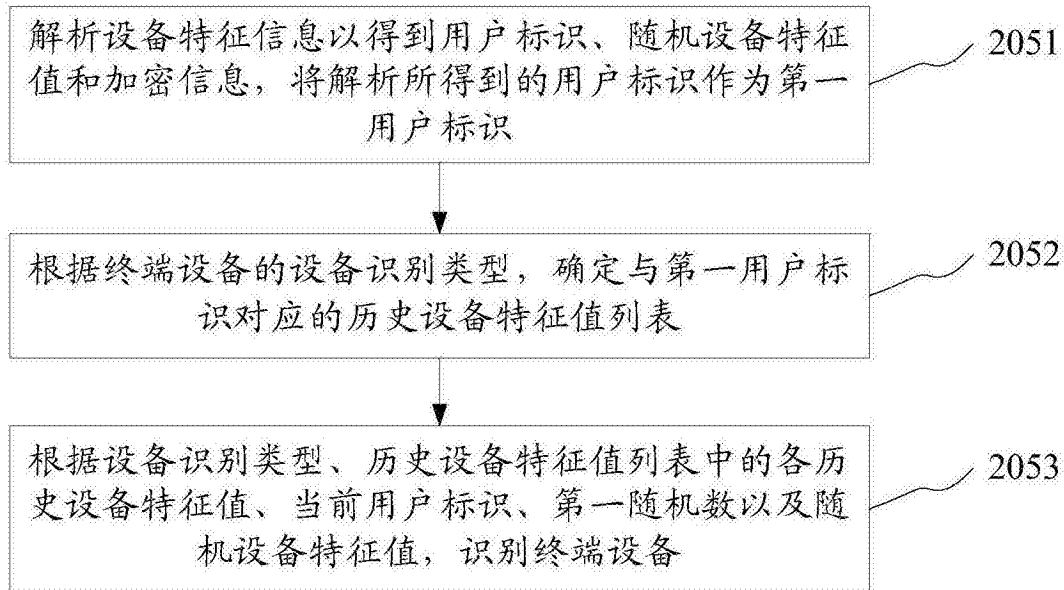 解析设备特征信息以得到用户标识、随机设备特征
值和加密信息，将解析所得到的用户标识作为第一
用户标识
2051
根据终端设备的设备识别类型，确定与第一用户标
识对应的历史设备特征值列表
2052
根据设备识别类型、历史设备特征值列表中的各历
史设备特征值、当前用户标识、第一随机数以及随
机设备特征值，识别终端设备
2053